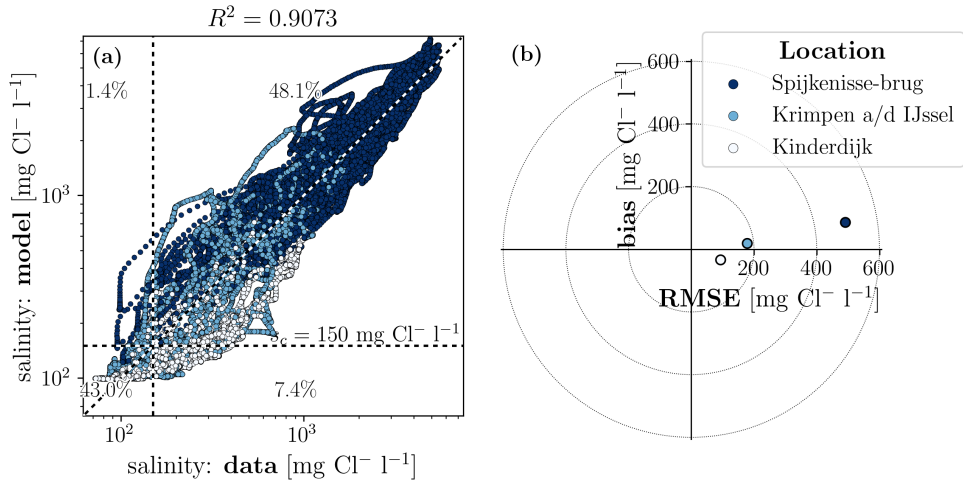 R² = 0.9073
(a)
1.4%
48.1%
s_c = 150 mg Cl⁻ l⁻¹
43.0%
7.4%
10³
10²
10² 10³
salinity: model [mg Cl⁻ l⁻¹]
salinity: data [mg Cl⁻ l⁻¹]
(b)
Location
Spijkenisse-brug
Krimpen a/d IJssel
Kinderdijk
600
400
200
200 400 600
bias [mg Cl⁻ l⁻¹]
RMSE [mg Cl⁻ l⁻¹]